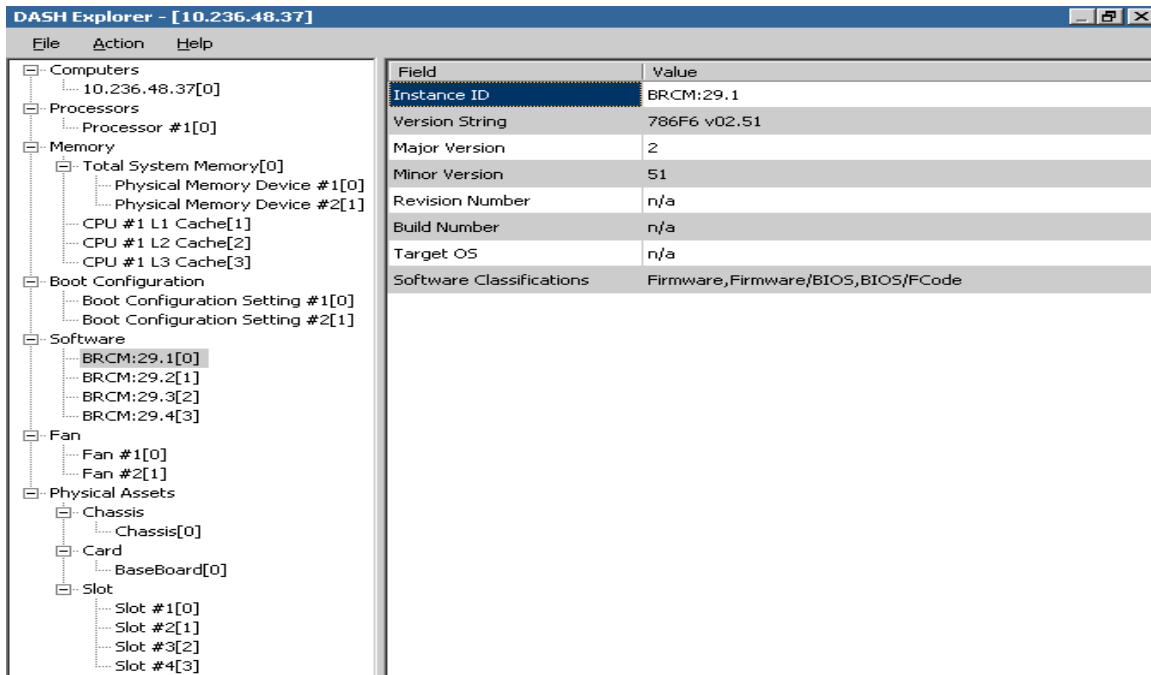 DASH Explorer - [10.236.48.37]
File Action Help
Computers
10.236.48.37[0]
Processors
Processor #1[0]
Memory
Total System Memory[0]
Physical Memory Device #1[0]
Physical Memory Device #2[1]
CPU #1 L1 Cache[1]
CPU #1 L2 Cache[2]
CPU #1 L3 Cache[3]
Boot Configuration
Boot Configuration Setting #1[0]
Boot Configuration Setting #2[1]
Software
BRCM:29.1[0]
BRCM:29.2[1]
BRCM:29.3[2]
BRCM:29.4[3]
Fan
Fan #1[0]
Fan #2[1]
Physical Assets
Chassis
Chassis[0]
Card
BaseBoard[0]
Slot
Slot #1[0]
Slot #2[1]
Slot #3[2]
Slot #4[3]
Field Value
Instance ID BRCM:29.1
Version String 786F6 v02.51
Major Version 2
Minor Version 51
Revision Number n/a
Build Number n/a
Target OS n/a
Software Classifications Firmware,Firmware/BIOS,BIOS/FCode